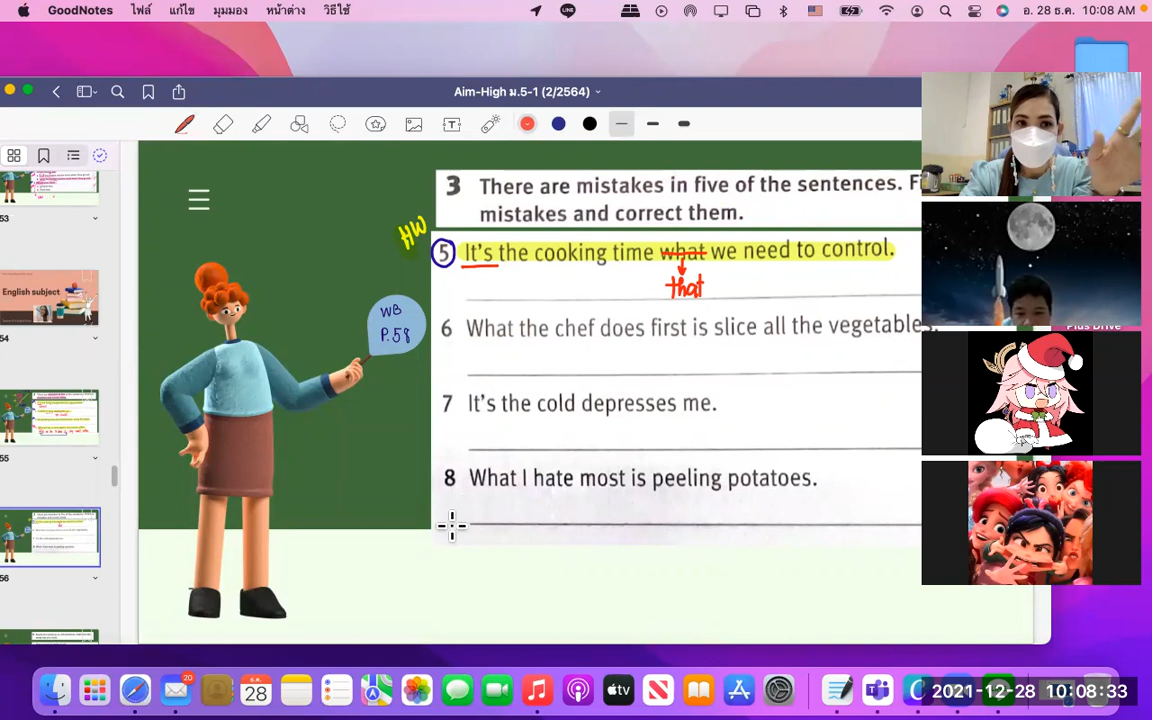 GoodNotes ไฟล์ แก้ไข มุมมอง หน้าต่าง วิธีใช้ อ. 28 ธ.ค. 10:08 AM
Aim-High ม.5-1 (2/2564)
53
54
55
56
English subject
3 There are mistakes in five of the sentences. F
mistakes and correct them.
HW
5 It's the cooking time what we need to control.
that
WB
P.58
6 What the chef does first is slice all the vegetables.
7 It's the cold depresses me.
8 What I hate most is peeling potatoes.
Plus Drive
20
ธ.ค.
28
tv
2021-12-28 10:08:33